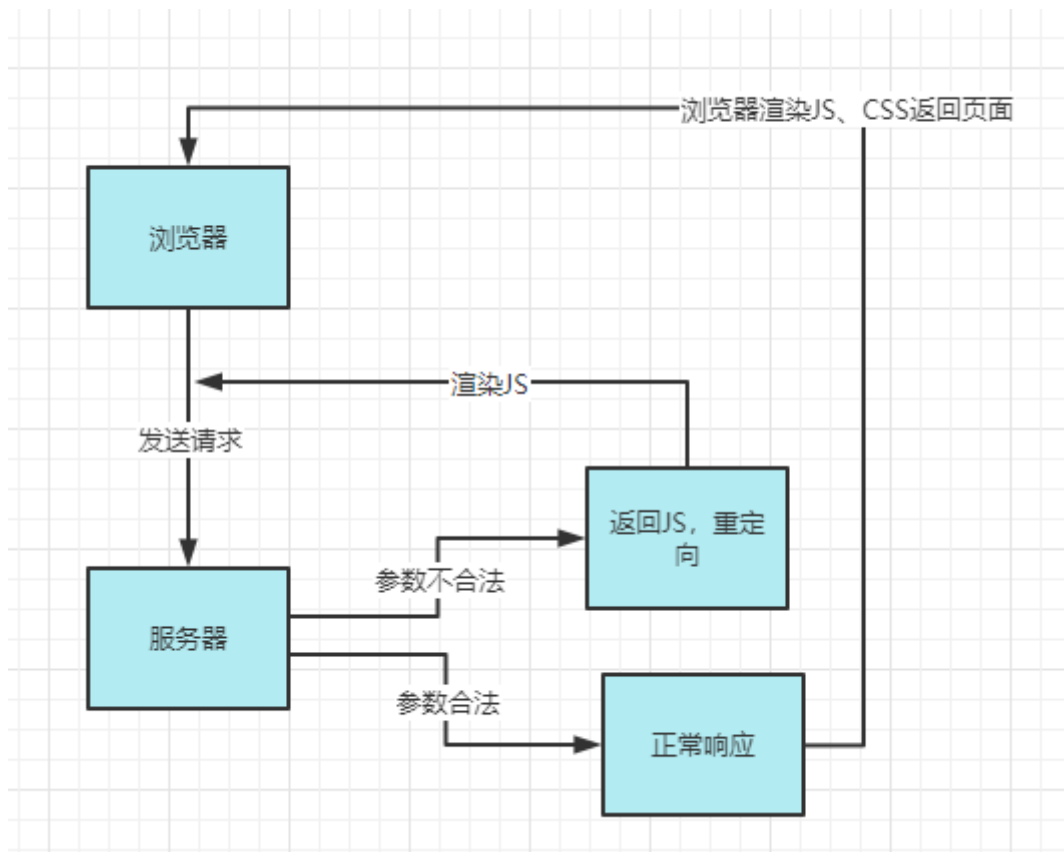 浏览器渲染JS、CSS返回页面
浏览器
渲染JS
发送请求
返回JS，重定
向
参数不合法
服务器
参数合法
正常响应